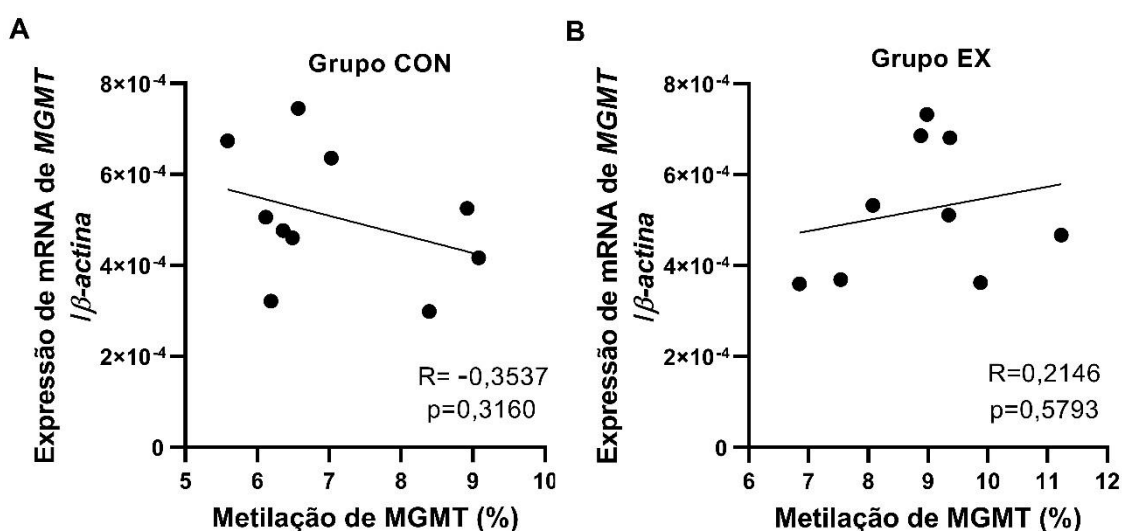 A
Grupo CON
Expressão de mRNA de MGMT
/β-actina
8×10⁻⁴
6×10⁻⁴
4×10⁻⁴
2×10⁻⁴
0
R= -0,3537
p=0,3160
5 6 7 8 9 10
Metilação de MGMT (%)
B
Grupo EX
Expressão de mRNA de MGMT
/β-actina
8×10⁻⁴
6×10⁻⁴
4×10⁻⁴
2×10⁻⁴
0
R=0,2146
p=0,5793
6 7 8 9 10 11 12
Metilação de MGMT (%)